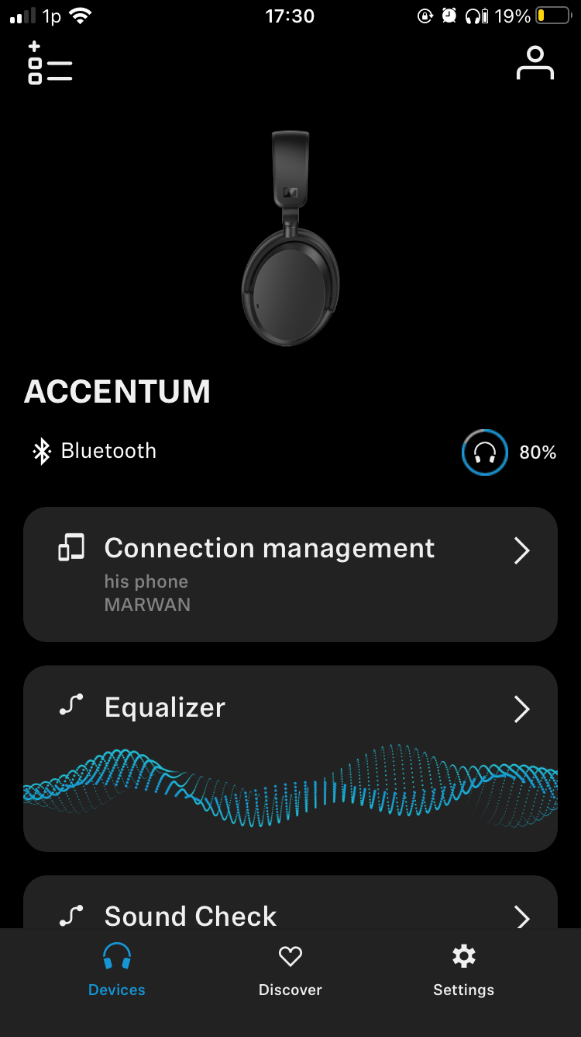 1p 17:30 19%
ACCENTUM
Bluetooth 80%
Connection management
his phone
MARWAN
Equalizer
Sound Check
Devices Discover Settings